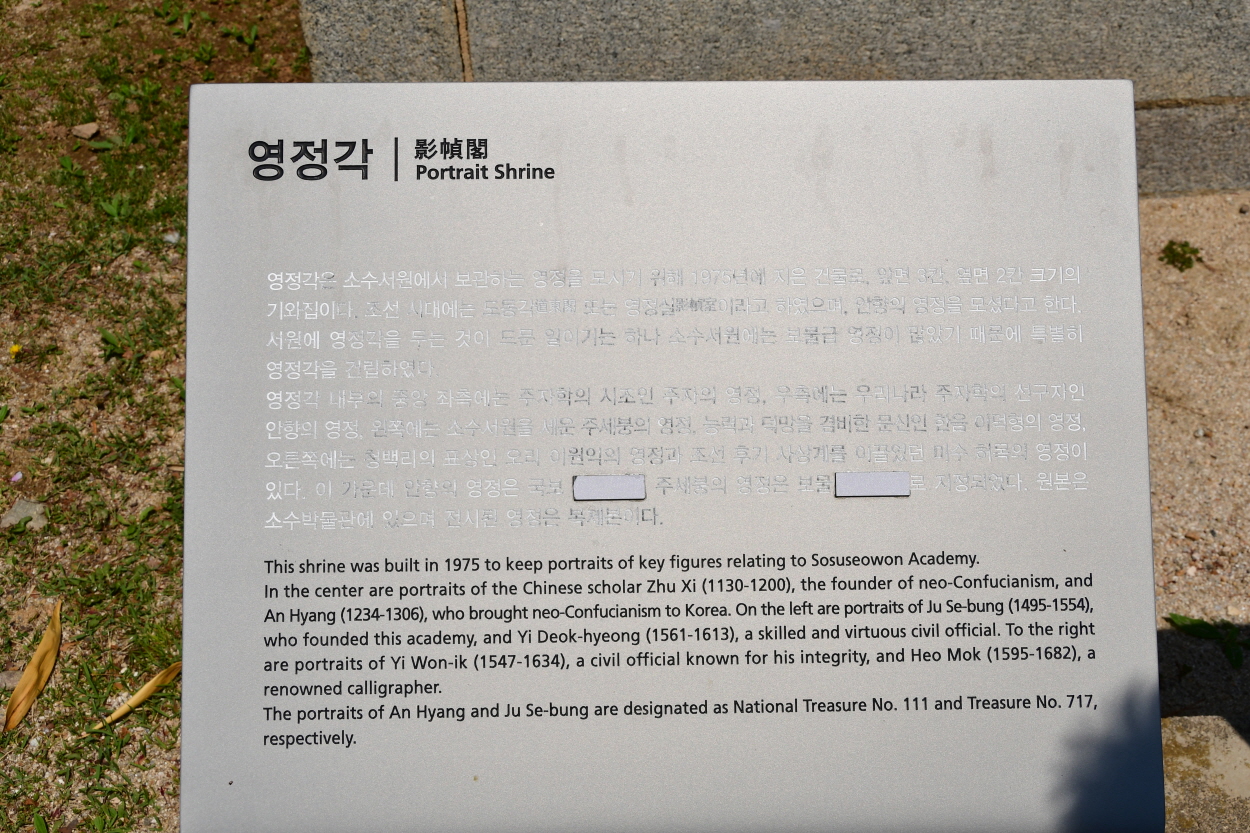 영정각
影幀閣
Portrait Shrine
영정각은 소수서원에서 보관하는 영정을 모시기 위해 1975년에 지은 건물로, 앞면 3칸, 옆면 2칸 크기의
기와집이다. 조선 시대에는 또는 영정실影幀室이라고 하였으며, 안향의 영정을 모셨다고 한다.
서원에 영정각을 두는 것이 드문 일이기는 하나 소수서원에는 보물급 영정이 많았기 때문에 특별히
영정각을 건립하였다.
영정각 내부의 중앙 좌측에는 주자학의 시조인 주자의 영정, 우측에는 우리나라 주자학의 선구자인
안향의 영정, 왼쪽에는 소수서원을 세운 주세붕의 영정, 능력과 덕망을 겸비한 문신인 한음 이덕형의 영정,
오른쪽에는 청백리의 표상인 오리 이원익의 영정과 조선 후기 사상계를 이끌었던 미수 허목의 영정이
있다. 이 가운데 안향의 영정은 국보 주세붕의 영정은 보물 로 지정되었다. 원본은
소수박물관에 있으며 전시된 영정은 복제본이다.
This shrine was built in 1975 to keep portraits of key figures relating to Sosuseowon Academy.
In the center are portraits of the Chinese scholar Zhu Xi (1130-1200), the founder of neo-Confucianism, and
An Hyang (1234-1306), who brought neo-Confucianism to Korea. On the left are portraits of Ju Se-bung (1495-1554),
who founded this academy, and Yi Deok-hyeong (1561-1613), a skilled and virtuous civil official. To the right
are portraits of Yi Won-ik (1547-1634), a civil official known for his integrity, and Heo Mok (1595-1682), a
renowned calligrapher.
The portraits of An Hyang and Ju Se-bung are designated as National Treasure No. 111 and Treasure No. 717,
respectively.